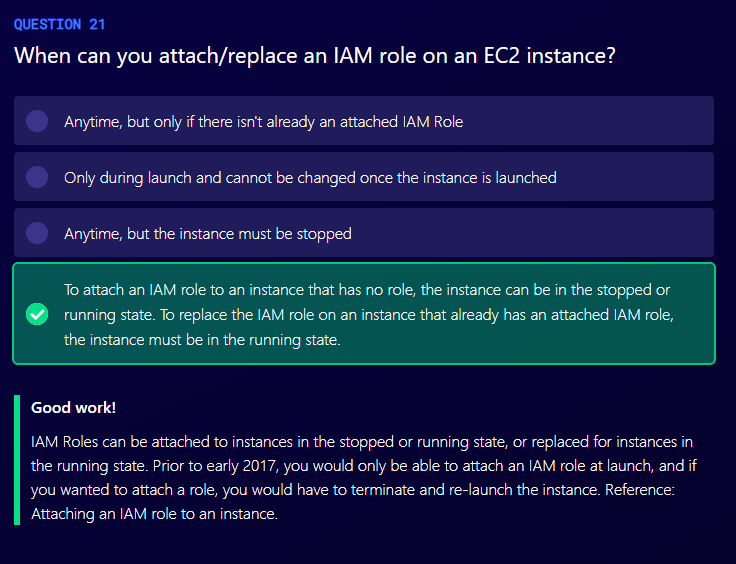 QUESTION 21
When can you attach/replace an IAM role on an EC2 instance?
Anytime, but only if there isn't already an attached IAM Role
Only during launch and cannot be changed once the instance is launched
Anytime, but the instance must be stopped
To attach an IAM role to an instance that has no role, the instance can be in the stopped or
running state. To replace the IAM role on an instance that already has an attached IAM role,
the instance must be in the running state.
Good work!
IAM Roles can be attached to instances in the stopped or running state, or replaced for instances in
the running state. Prior to early 2017, you would only be able to attach an IAM role at launch, and if
you wanted to attach a role, you would have to terminate and re-launch the instance. Reference:
Attaching an IAM role to an instance.